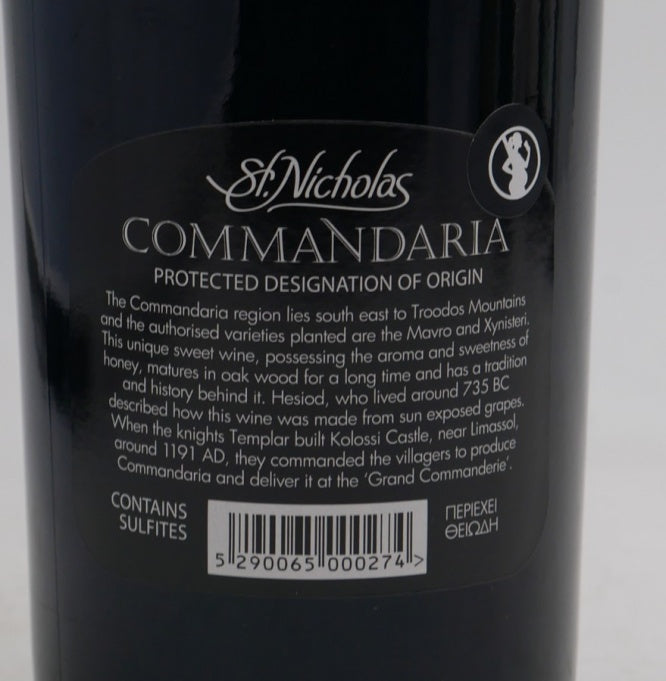 St. Nicholas
COMMANDARIA
PROTECTED DESIGNATION OF ORIGIN
The Commandaria region lies south east to Troodos Mountains
and the authorised varieties planted are the Mavro and Xynisteri.
This unique sweet wine, possessing the aroma and sweetness of
honey, matures in oak wood for a long time and has a tradition
and history behind it. Hesiod, who lived around 735 BC
described how this wine was made from sun exposed grapes.
When the knights Templar built Kolossi Castle, near Limassol,
around 1191 AD, they commanded the villagers to produce
Commandaria and deliver it at the 'Grand Commanderie'.
CONTAINS
SULFITES
5 290065 000274 >
ΠΕΡΙΕΧΕΙ
ΘΕΙΩΔΗ